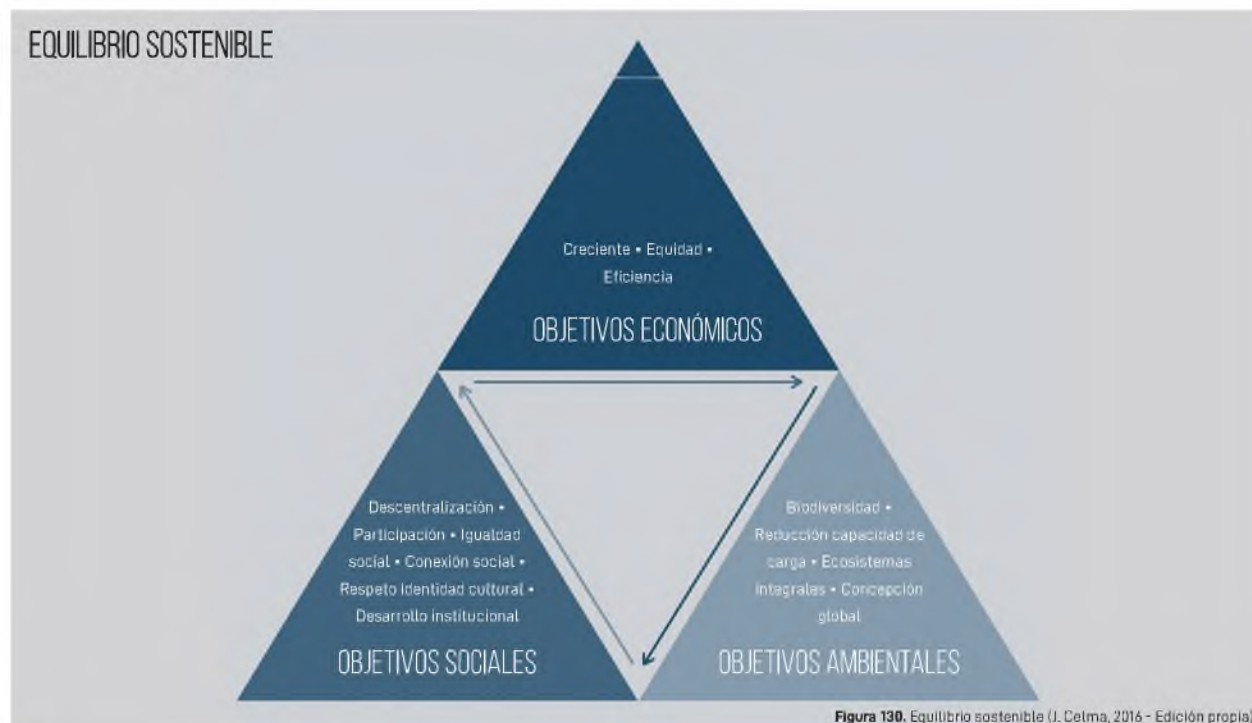 EQUILIBRIO SOSTENIBLE
Creciente • Equidad •
Eficiencia
OBJETIVOS ECONÓMICOS
Descentralización •
Participación • Igualdad
social • Conexión social •
Respeto identidad cultural •
Desarrollo institucional
OBJETIVOS SOCIALES
Biodiversidad •
Reducción capacidad de
carga • Ecosistemas
integrales • Concepción
global
OBJETIVOS AMBIENTALES
Figura 130. Equilibrio sostenible (J. Celma, 2016 - Edición propia)